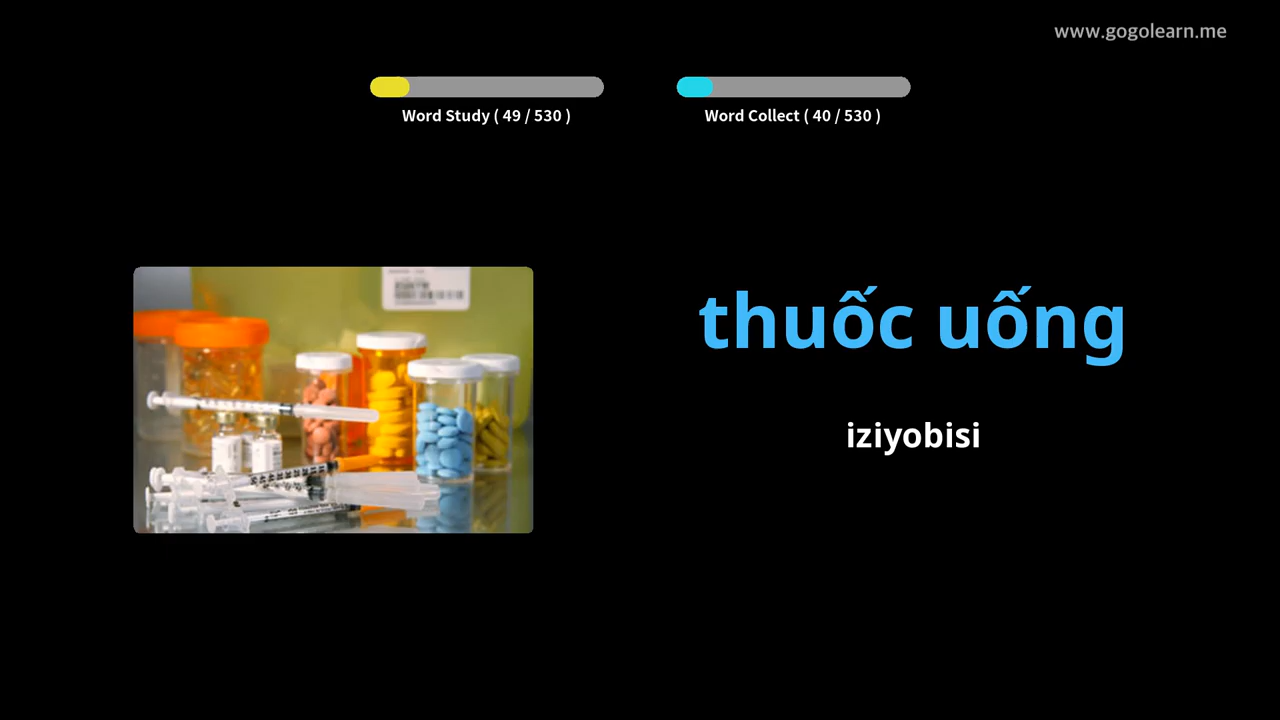 www.gogolearn.me
Word Study ( 49 / 530 )
Word Collect ( 40 / 530 )
thuốc uống
iziyobisi